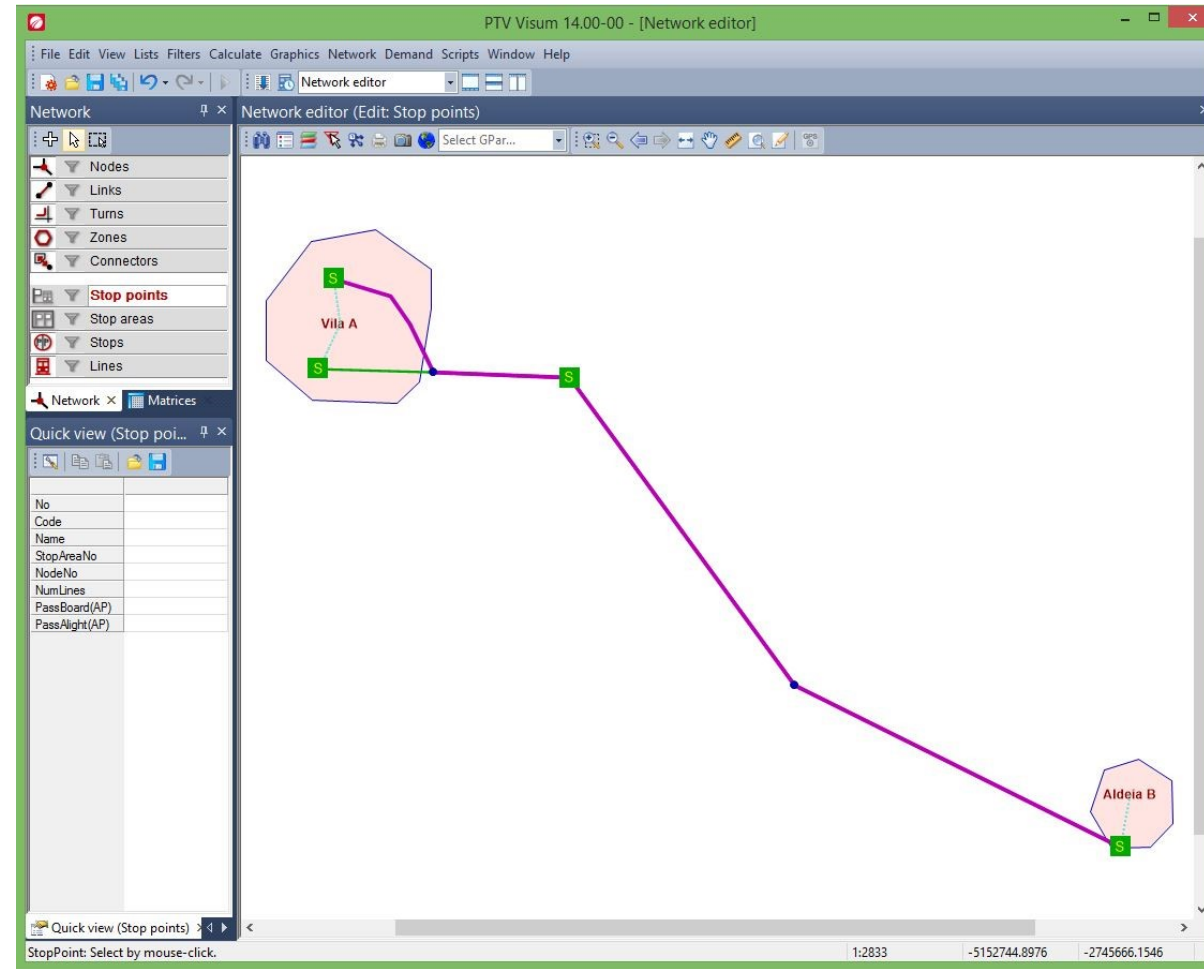 PTV Visum 14.00-00 - [Network editor]
File Edit View Lists Filters Calculate Graphics Network Demand Scripts Window Help
Network editor
Network
Network editor (Edit: Stop points)
Select GPar...
GPS
Nodes
Links
Turns
Zones
Connectors
Stop points
Stop areas
Stops
Lines
Network
Matrices
Quick view (Stop poi...
No
Code
Name
StopAreaNo
NodeNo
NumLines
PassBoard(AP)
PassAlight(AP)
Quick view (Stop points)
S
Vila A
S
S
Aldeia B
S
StopPoint: Select by mouse-click.
1:2833
-5152744.8976
-2745666.1546